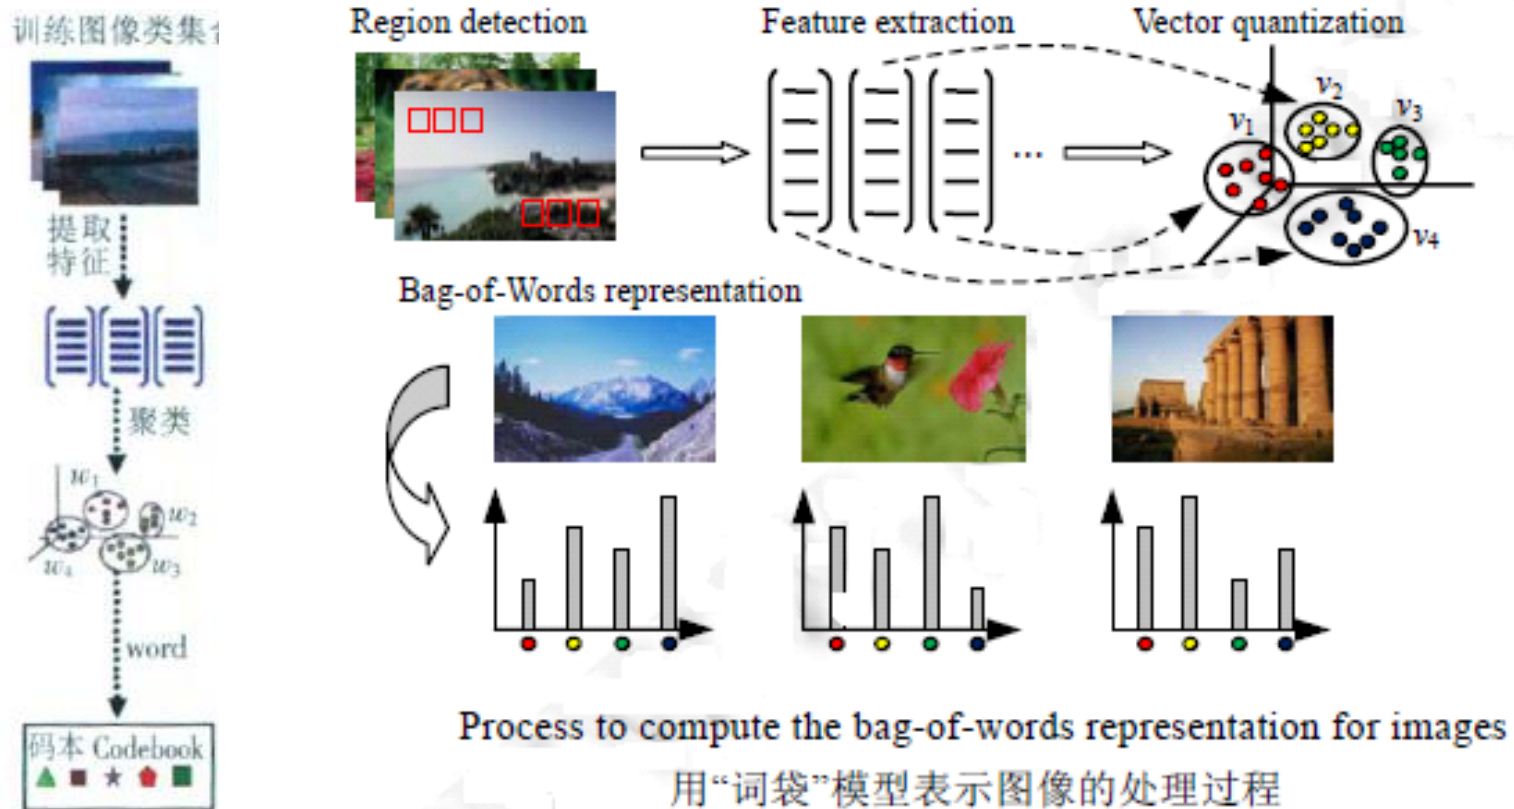 训练图像类集合
提取
特征
聚类
w1
w2
w4
w3
word
码本 Codebook
Region detection
Feature extraction
Vector quantization
...
v2
v3
v1
v4
Bag-of-Words representation
Process to compute the bag-of-words representation for images
用“词袋”模型表示图像的处理过程